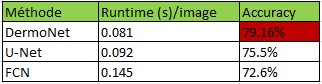 Méthode Runtime (s)/image Accuracy
DermoNet 0.081 79.16%
U-Net 0.092 75.5%
FCN 0.145 72.6%